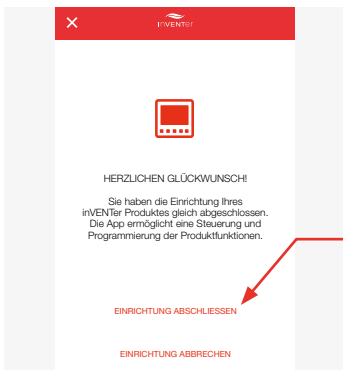 inVENTer
HERZLICHEN GLÜCKWUNSCH!
Sie haben die Einrichtung Ihres
inVENTer Produktes gleich abgeschlossen.
Die App ermöglicht eine Steuerung und
Programmierung der Produktfunktionen.
EINRICHTUNG ABSCHLIESSEN
EINRICHTUNG ABBRECHEN